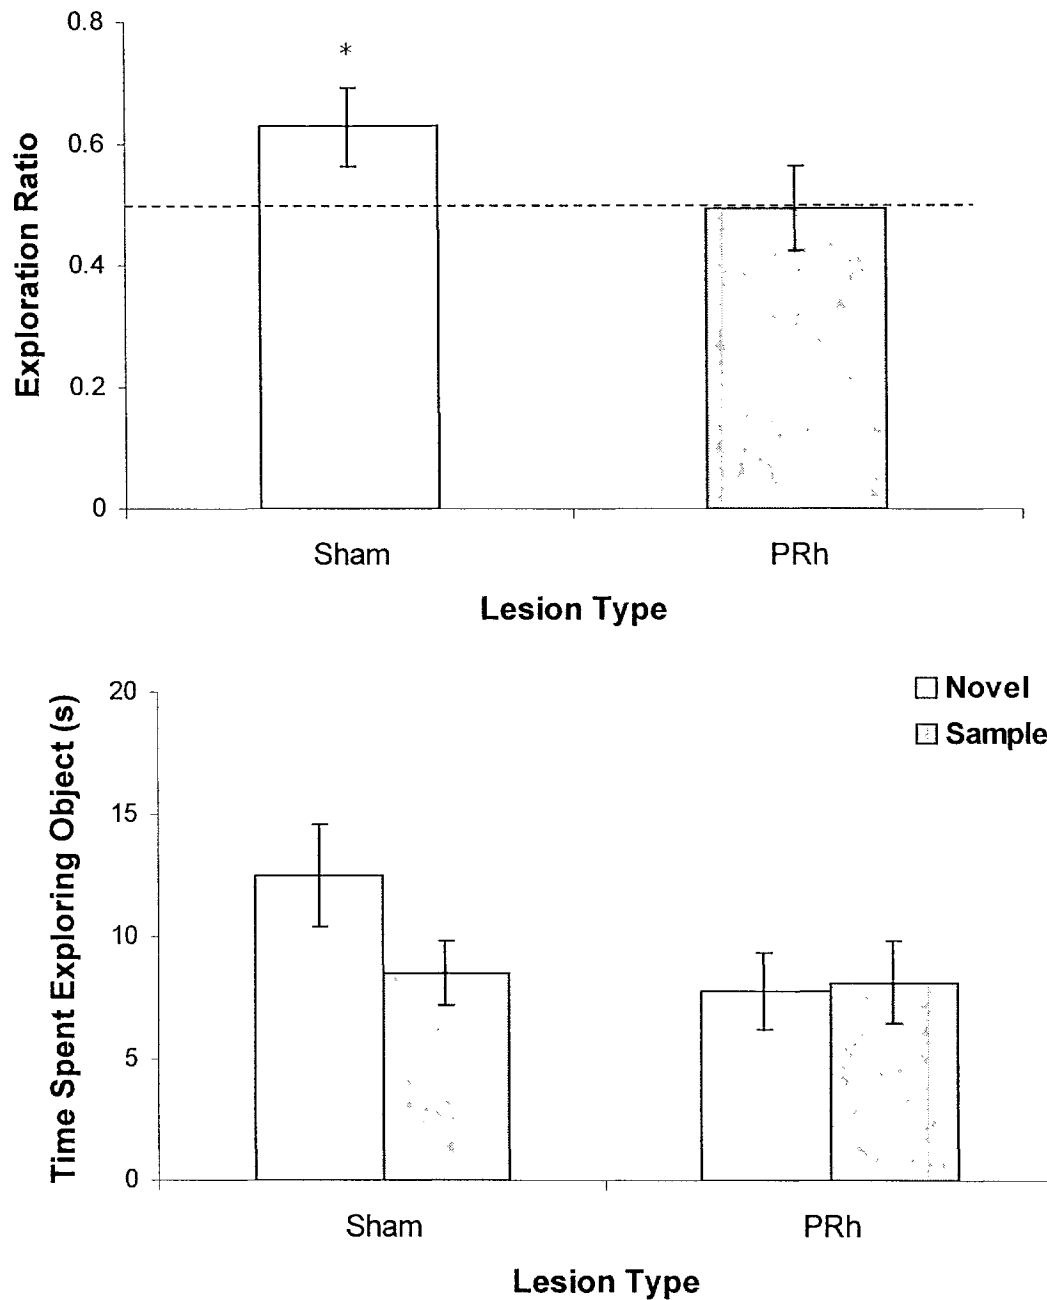 0.8
*
0.6
0.4
0.2
0
Exploration Ratio
Sham PRh
Lesion Type
Novel
Sample
20
15
10
5
0
Time Spent Exploring Object (s)
Sham PRh
Lesion Type